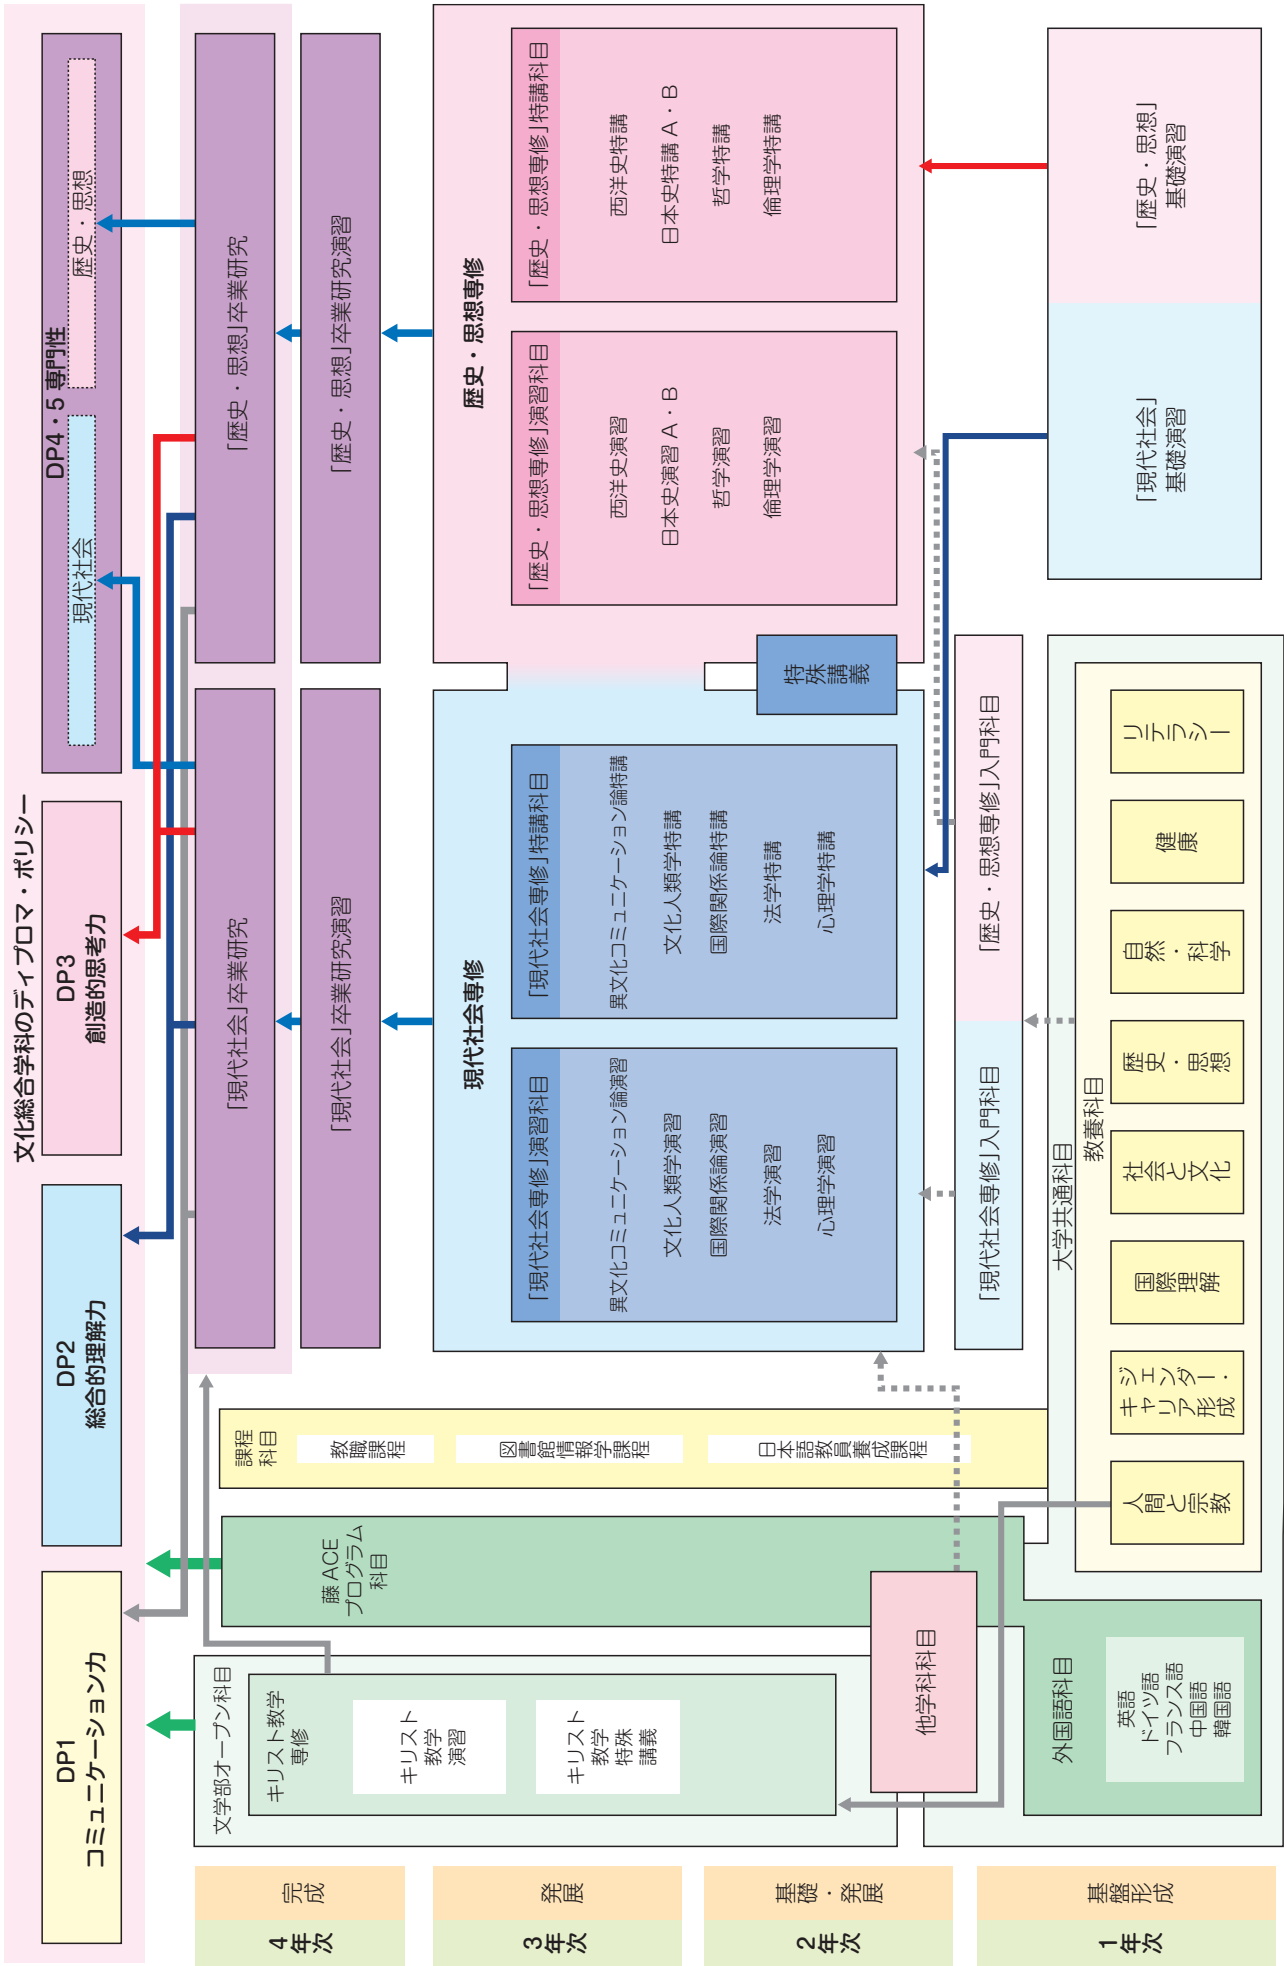 文化総合学科のディプロマ・ポリシー
DP1
コミュニケーション力
DP2
総合的理解力
DP3
創造的思考力
DP4・5 専門性
現代社会
歴史・思想
4年次
完成
3年次
発展
2年次
基礎・発展
1年次
基盤形成
文学部オープン科目
キリスト教学
専修
キリスト
教学
演習
キリスト
教学
特殊
講義
藤ACE
プログラム
科目
課程
科目
教職課程
図書館情報学課程
日本語教員養成課程
他学科科目
「現代社会」卒業研究
「歴史・思想」卒業研究
「現代社会」卒業研究演習
「歴史・思想」卒業研究演習
現代社会専修
「現代社会専修」演習科目
異文化コミュニケーション論演習
文化人類学演習
国際関係論演習
法学演習
心理学演習
「現代社会専修」特講科目
異文化コミュニケーション論特講
文化人類学特講
国際関係論特講
法学特講
心理学特講
特殊
講義
歴史・思想専修
「歴史・思想専修」演習科目
西洋史演習
日本史演習 A・B
哲学演習
倫理学演習
「歴史・思想専修」特講科目
西洋史特講
日本史特講 A・B
哲学特講
倫理学特講
「現代社会専修」入門科目
「歴史・思想専修」入門科目
大学共通科目
外国語科目
英語
ドイツ語
フランス語
中国語
韓国語
教養科目
人間と宗教
ジェンダー・
キャリア形成
国際理解
社会と文化
歴史・思想
自然・科学
健康
リテラシー
「現代社会」
基礎演習
「歴史・思想」
基礎演習